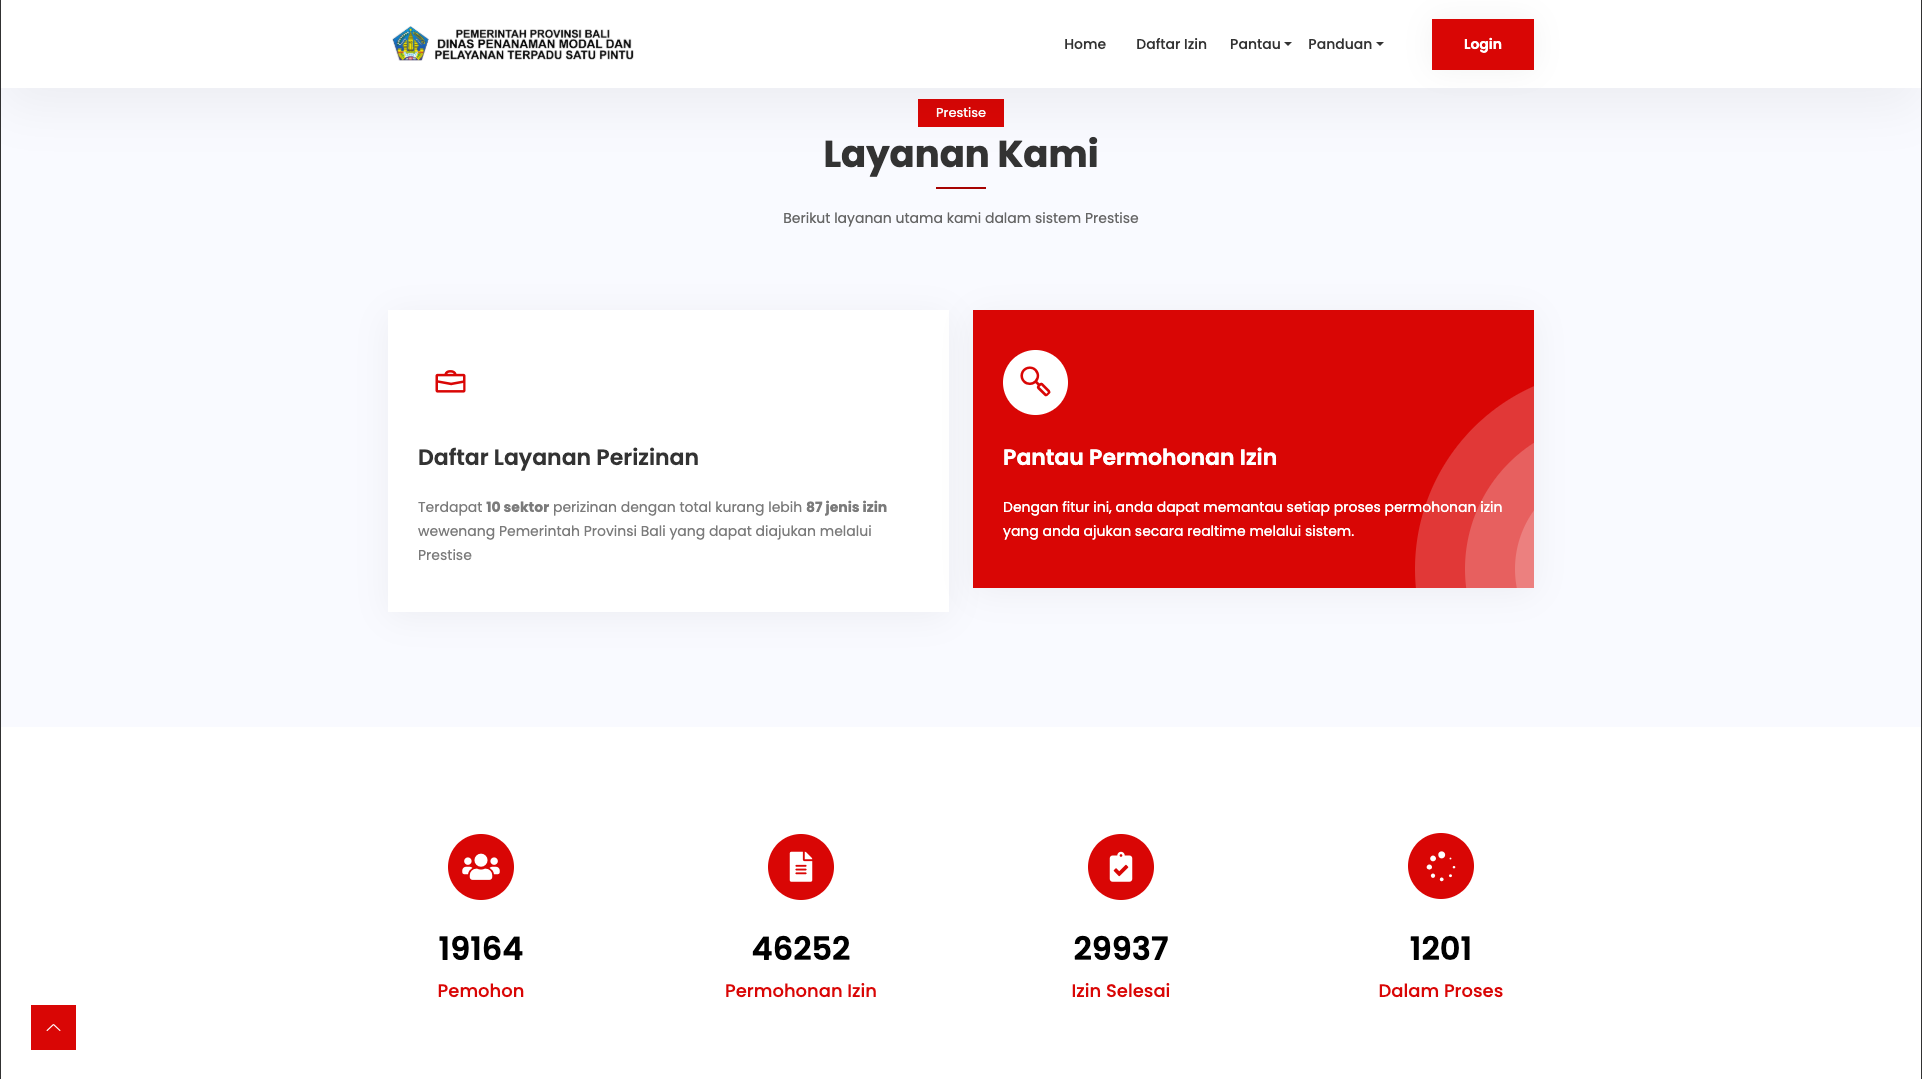 PEMERINTAH PROVINSI BALI
DINAS PENANAMAN MODAL DAN
PELAYANAN TERPADU SATU PINTU
Home
Daftar Izin
Pantau
Panduan
Login
Prestise
Layanan Kami
Berikut layanan utama kami dalam sistem Prestise
Daftar Layanan Perizinan
Terdapat 10 sektor perizinan dengan total kurang lebih 87 jenis izin
wewenang Pemerintah Provinsi Bali yang dapat diajukan melalui
Prestise
Pantau Permohonan Izin
Dengan fitur ini, anda dapat memantau setiap proses permohonan izin
yang anda ajukan secara realtime melalui sistem.
19164
Pemohon
46252
Permohonan Izin
29937
Izin Selesai
1201
Dalam Proses